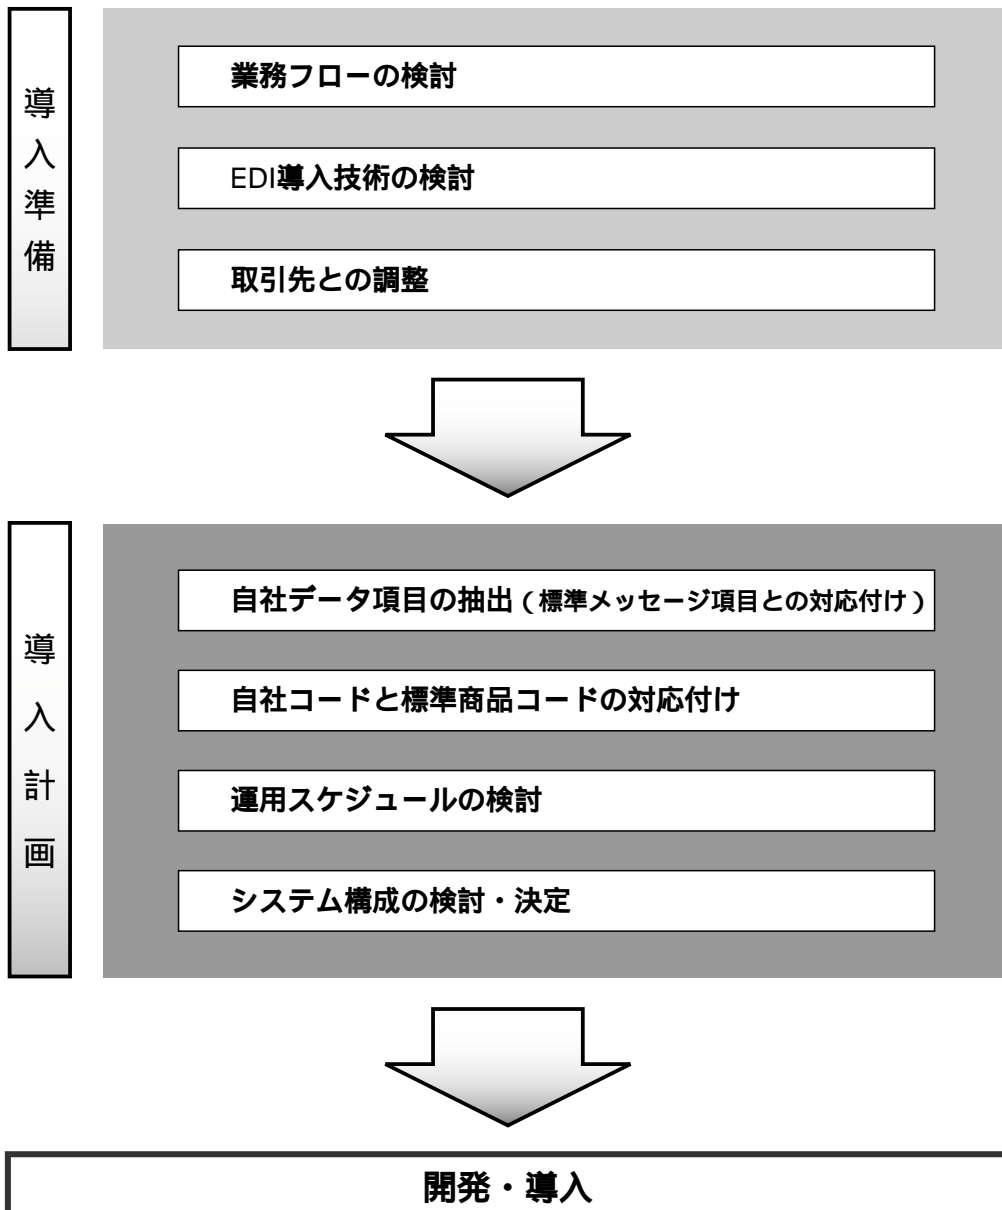 導入準備
業務フローの検討
EDI導入技術の検討
取引先との調整
導入計画
自社データ項目の抽出（標準メッセージ項目との対応付け）
自社コードと標準商品コードの対応付け
運用スケジュールの検討
システム構成の検討・決定
開発・導入